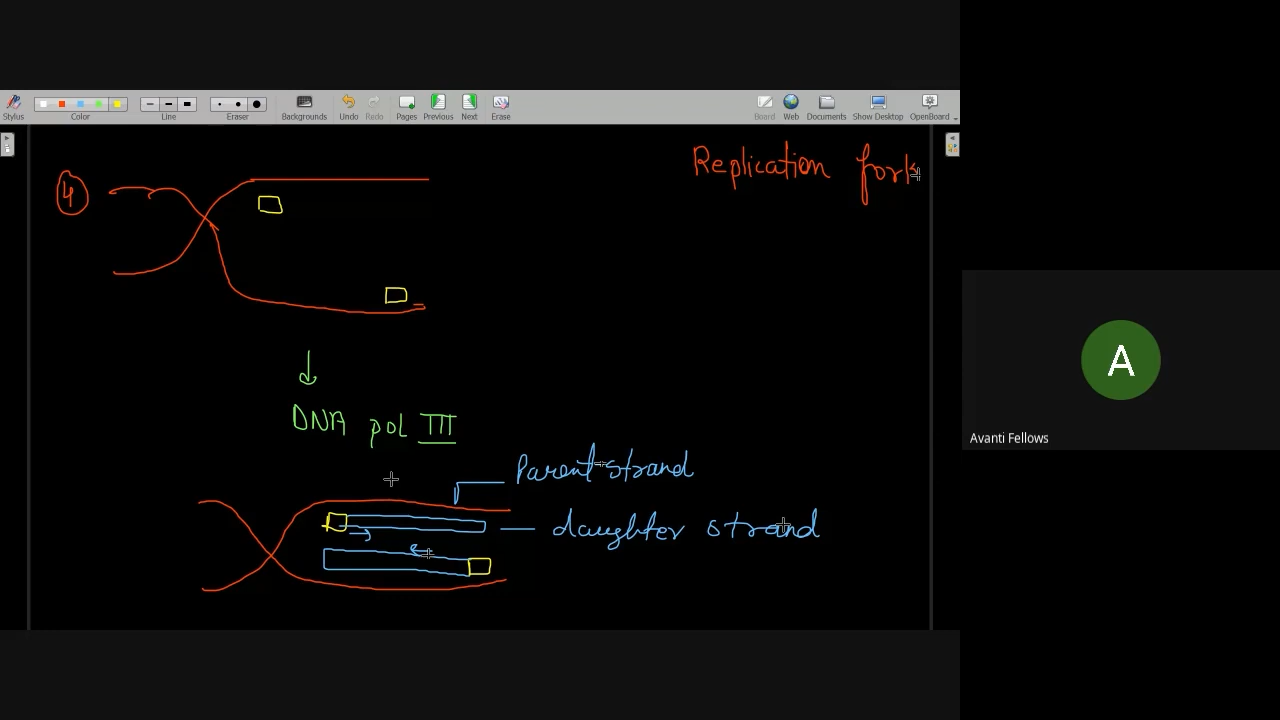 Stylus
Color
Line
Eraser
Backgrounds
Undo
Redo
Pages
Previous
Next
Erase
Board
Web
Documents
Show Desktop
OpenBoard
Replication fork
4
DNA pol III
Parent strand
daughter strand
A
Avanti Fellows